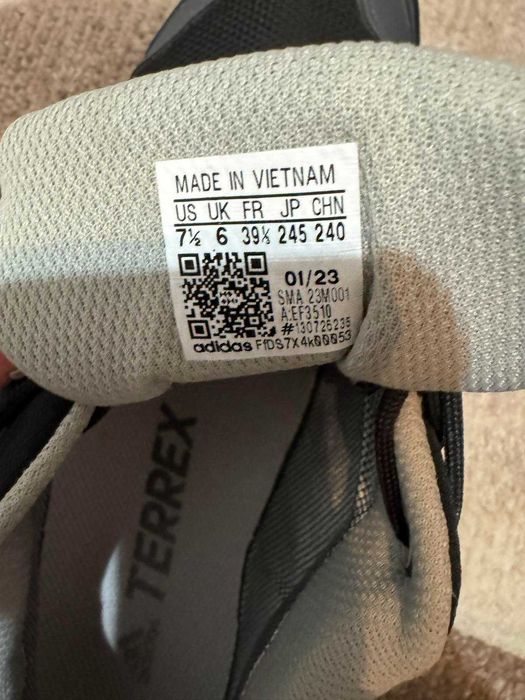 MADE IN VIETNAM
US UK FR JP CHN
7½ 6 39⅓ 245 240
01/23
SMA 23M001
A:EF3510
#130726235
adidas FfDS7X4k00053
TERREX